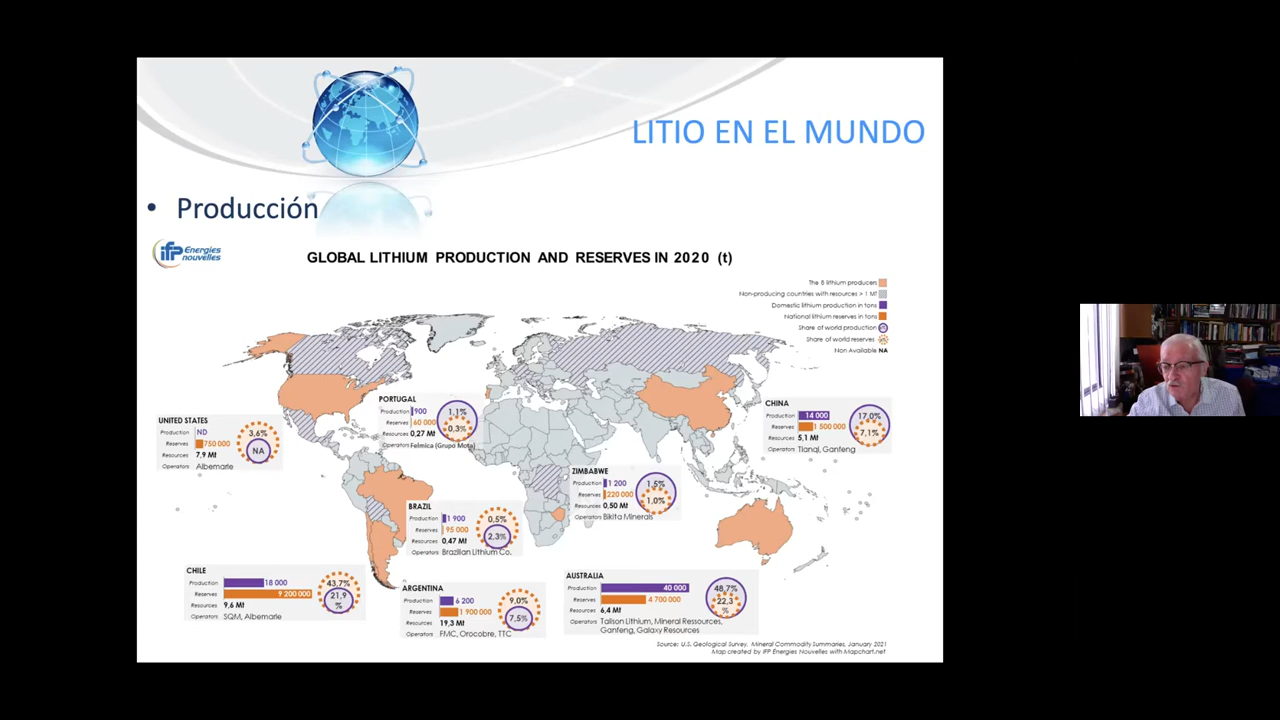 LITIO EN EL MUNDO
• Producción
ifp Energies nouvelles
GLOBAL LITHIUM PRODUCTION AND RESERVES IN 2020 (t)
The 8 lithium producers
Non-producing countries with resources > 1 MT
Domestic lithium production in tons
National lithium reserves in tons
Share of world production %
Share of world reserves %
Non Available NA
UNITED STATES
Production ND
Reserves 750 000
Resources 7,9 Mt
Operators Albemarle
3,6%
NA
PORTUGAL
Production 900
Reserves 60 000
Resources 0,27 Mt
Operators Felmica (Grupo Mota)
1,1%
0,3%
CHINA
Production 14 000
Reserves 1 500 000
Resources 5,1 Mt
Operators Tianqi, Ganfeng
17,0%
7,1%
ZIMBABWE
Production 1 200
Reserves 220 000
Resources 0,50 Mt
Operators Bikita Minerals
1,5%
1,0%
BRAZIL
Production 1 900
Reserves 95 000
Resources 0,47 Mt
Operators Brazilian Lithium Co.
0,5%
2,3%
CHILE
Production 18 000
Reserves 9 200 000
Resources 9,6 Mt
Operators SQM, Albemarle
43,7%
21,9
%
ARGENTINA
Production 6 200
Reserves 1 900 000
Resources 19,3 Mt
Operators FMC, Orocobre, TTC
9,0%
7,5%
AUSTRALIA
Production 40 000
Reserves 4 700 000
Resources 6,4 Mt
Operators Talison Lithium, Mineral Ressources,
Ganfeng, Galaxy Resources
48,7%
22,3
%
Source: U.S. Geological Survey, Mineral Commodity Summaries, January 2021
Map created by IFP Énergies Nouvelles with Mapchart.net